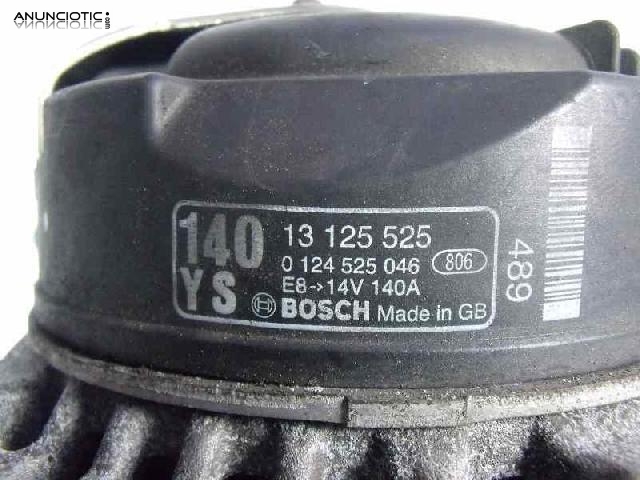 ANUNCIOTIC.com
140 13 125 525
YS 0 124 525 046 806
E8->14V 140A
BOSCH Made in GB
489